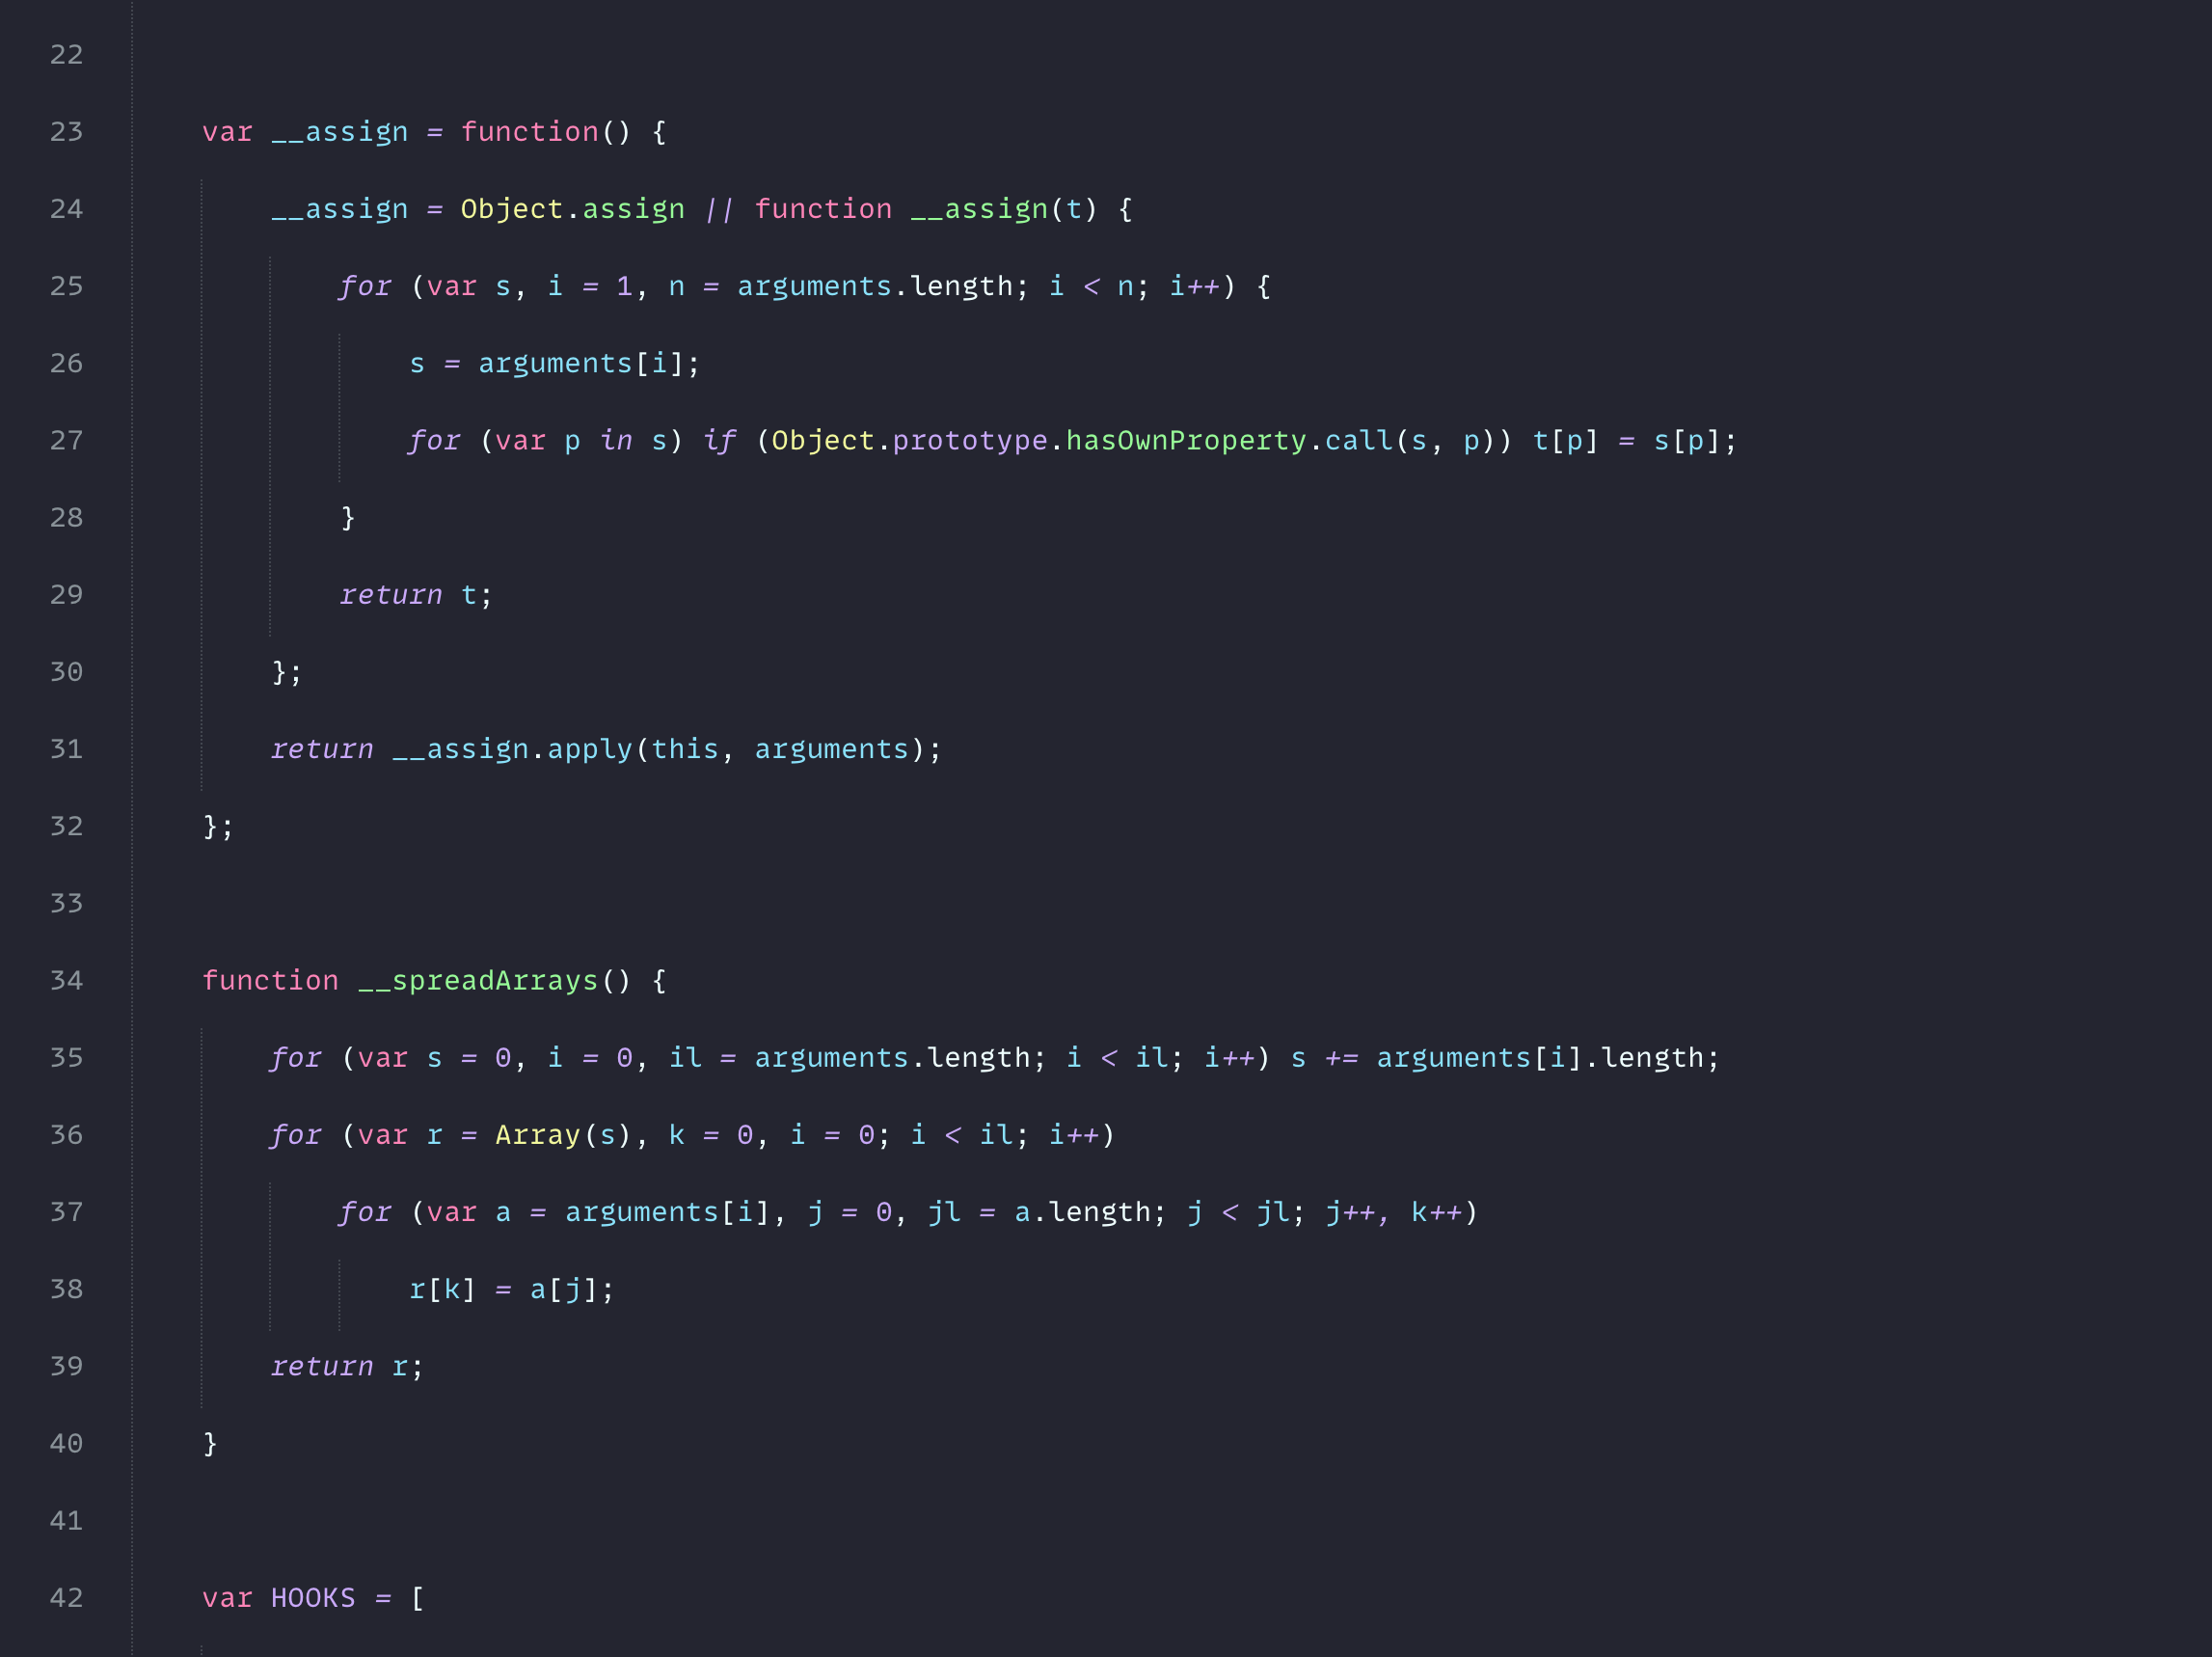 22
23 var __assign = function() {
24 __assign = Object.assign || function __assign(t) {
25 for (var s, i = 1, n = arguments.length; i < n; i++) {
26 s = arguments[i];
27 for (var p in s) if (Object.prototype.hasOwnProperty.call(s, p)) t[p] = s[p];
28 }
29 return t;
30 };
31 return __assign.apply(this, arguments);
32 };
33
34 function __spreadArrays() {
35 for (var s = 0, i = 0, il = arguments.length; i < il; i++) s += arguments[i].length;
36 for (var r = Array(s), k = 0, i = 0; i < il; i++)
37 for (var a = arguments[i], j = 0, jl = a.length; j < jl; j++, k++)
38 r[k] = a[j];
39 return r;
40 }
41
42 var HOOKS = [